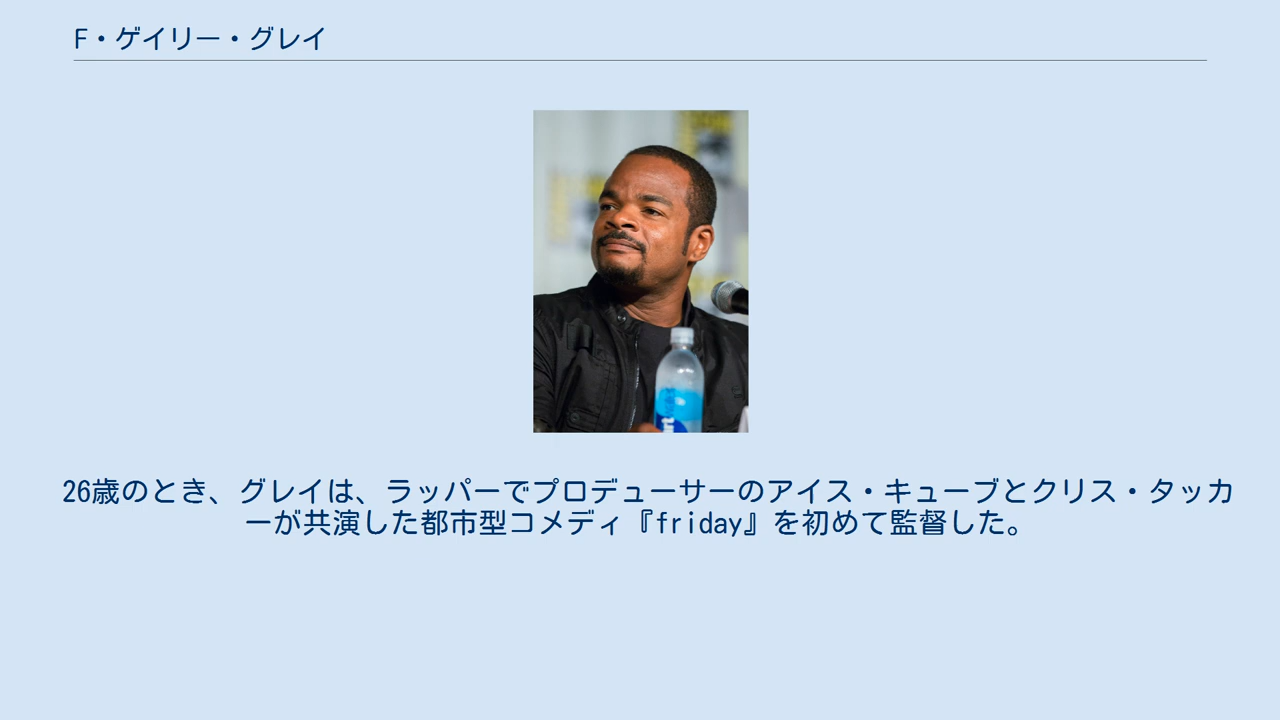 F・ゲイリー・グレイ
26歳のとき、グレイは、ラッパーでプロデューサーのアイス・キューブとクリス・タッカ
ーが共演した都市型コメディ『friday』を初めて監督した。